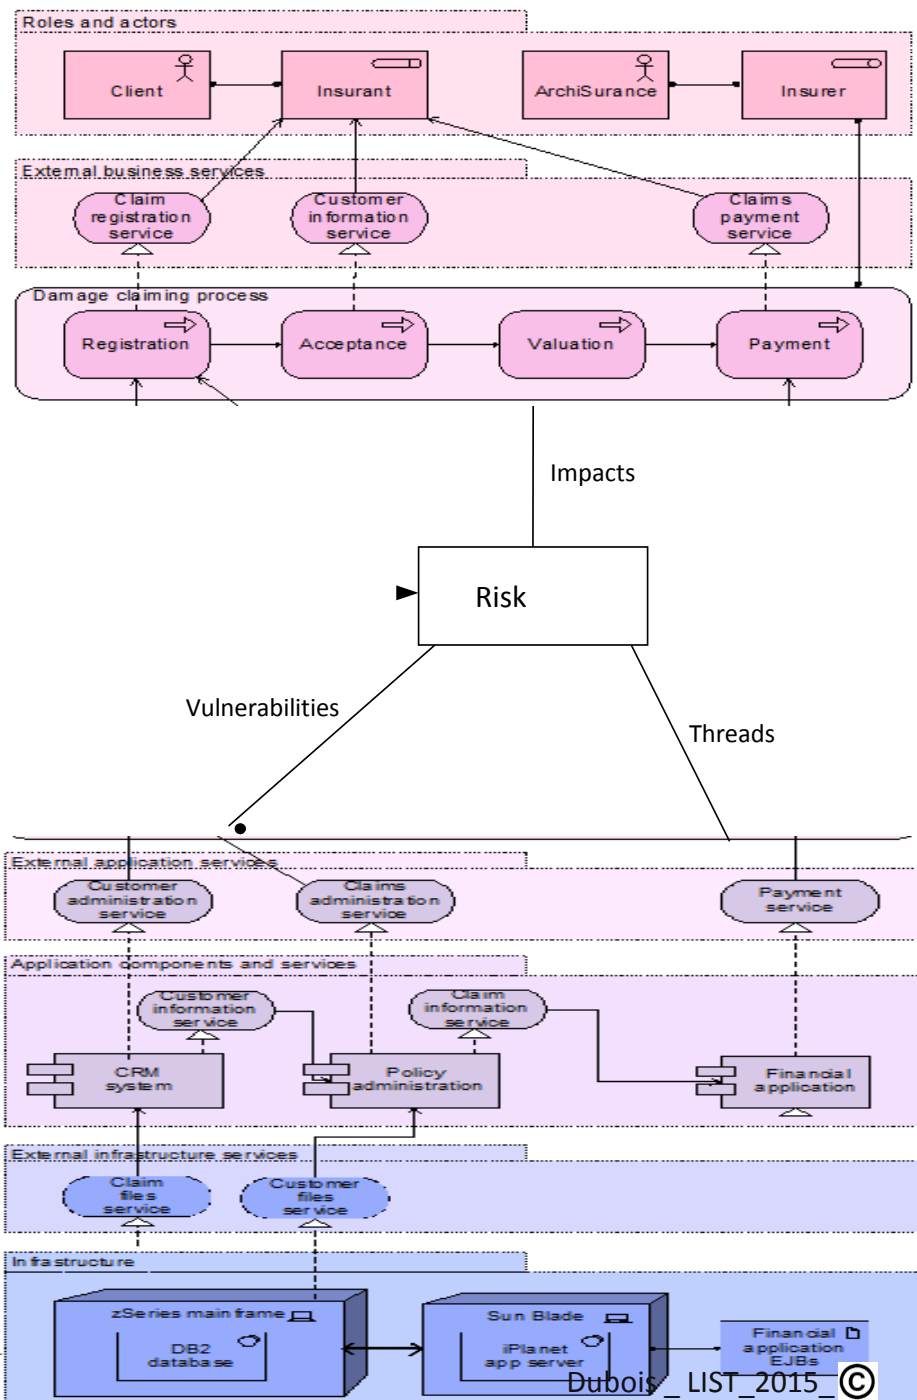 Roles and actors
Client
Insurant
ArchiSurance
Insurer
External business services
Claim
registration
service
Customer
information
service
Claims
payment
service
Damage claiming process
Registration
Acceptance
Valuation
Payment
Impacts
Risk
Vulnerabilities
Threads
External application services
Customer
administration
service
Claims
administration
service
Payment
service
Application components and services
Customer
information
service
Claim
information
service
CRM
system
Policy
administration
Financial
application
External infrastructure services
Claim
files
service
Customer
files
service
Infrastructure
zSeries mainframe
DB2
database
Sun Blade
iPlanet
app server
Financial
application
EJBs
Dubois _ LIST_2015_ ©